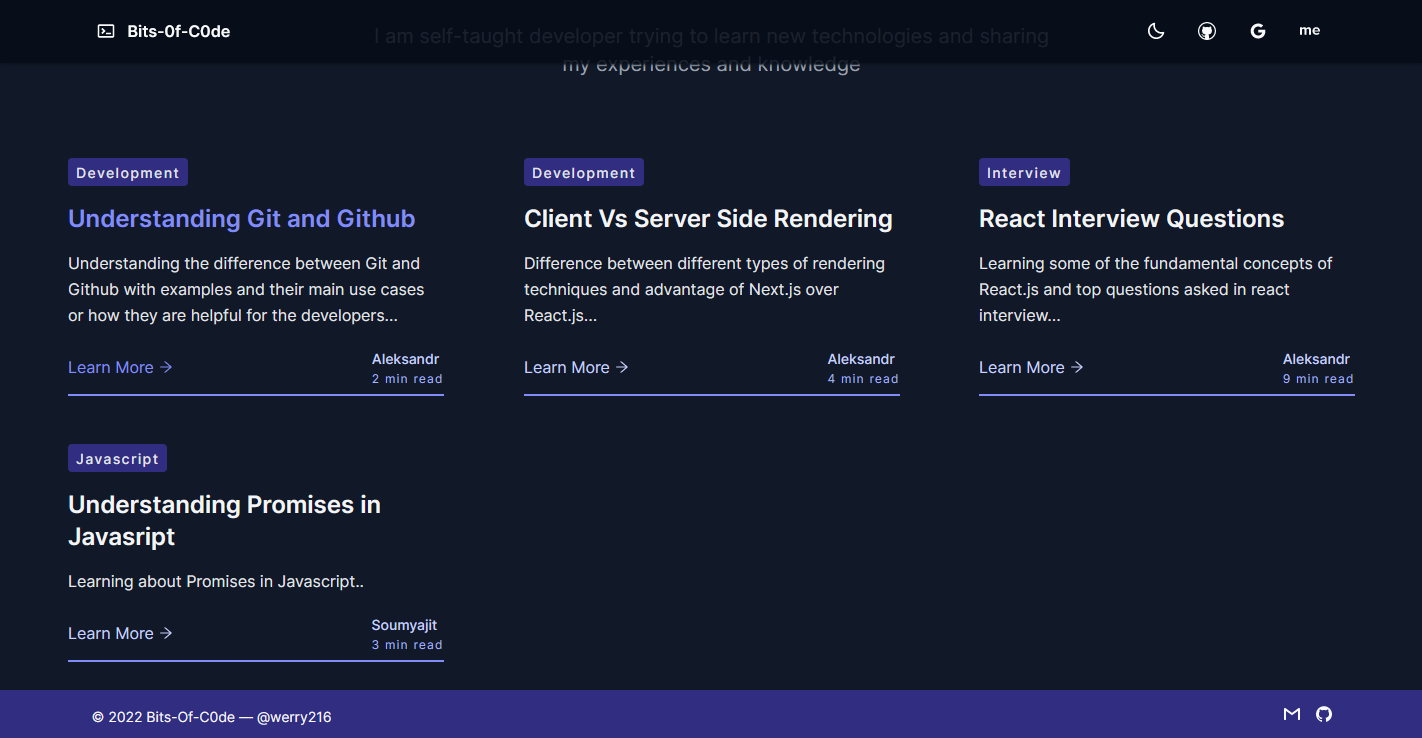 Bits-0f-C0de
me
I am self-taught developer trying to learn new technologies and sharing
my experiences and knowledge
Development
Understanding Git and Github
Understanding the difference between Git and
Github with examples and their main use cases
or how they are helpful for the developers...
Learn More →
Aleksandr
2 min read
Development
Client Vs Server Side Rendering
Difference between different types of rendering
techniques and advantage of Next.js over
React.js...
Learn More →
Aleksandr
4 min read
Interview
React Interview Questions
Learning some of the fundamental concepts of
React.js and top questions asked in react
interview...
Learn More →
Aleksandr
9 min read
Javascript
Understanding Promises in
Javasript
Learning about Promises in Javascript..
Learn More →
Soumyajit
3 min read
© 2022 Bits-Of-C0de — @werry216